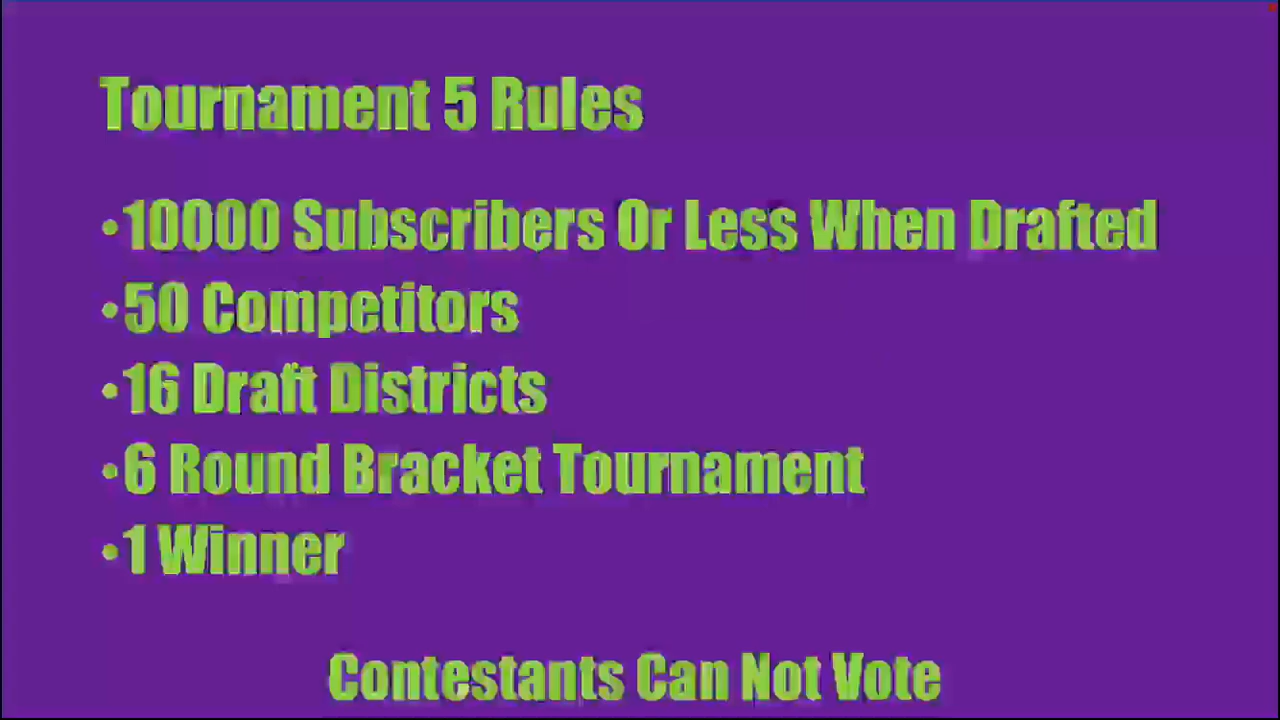 Tournament 5 Rules
•10000 Subscribers Or Less When Drafted
•50 Competitors
•16 Draft Districts
•6 Round Bracket Tournament
•1 Winner
Contestants Can Not Vote